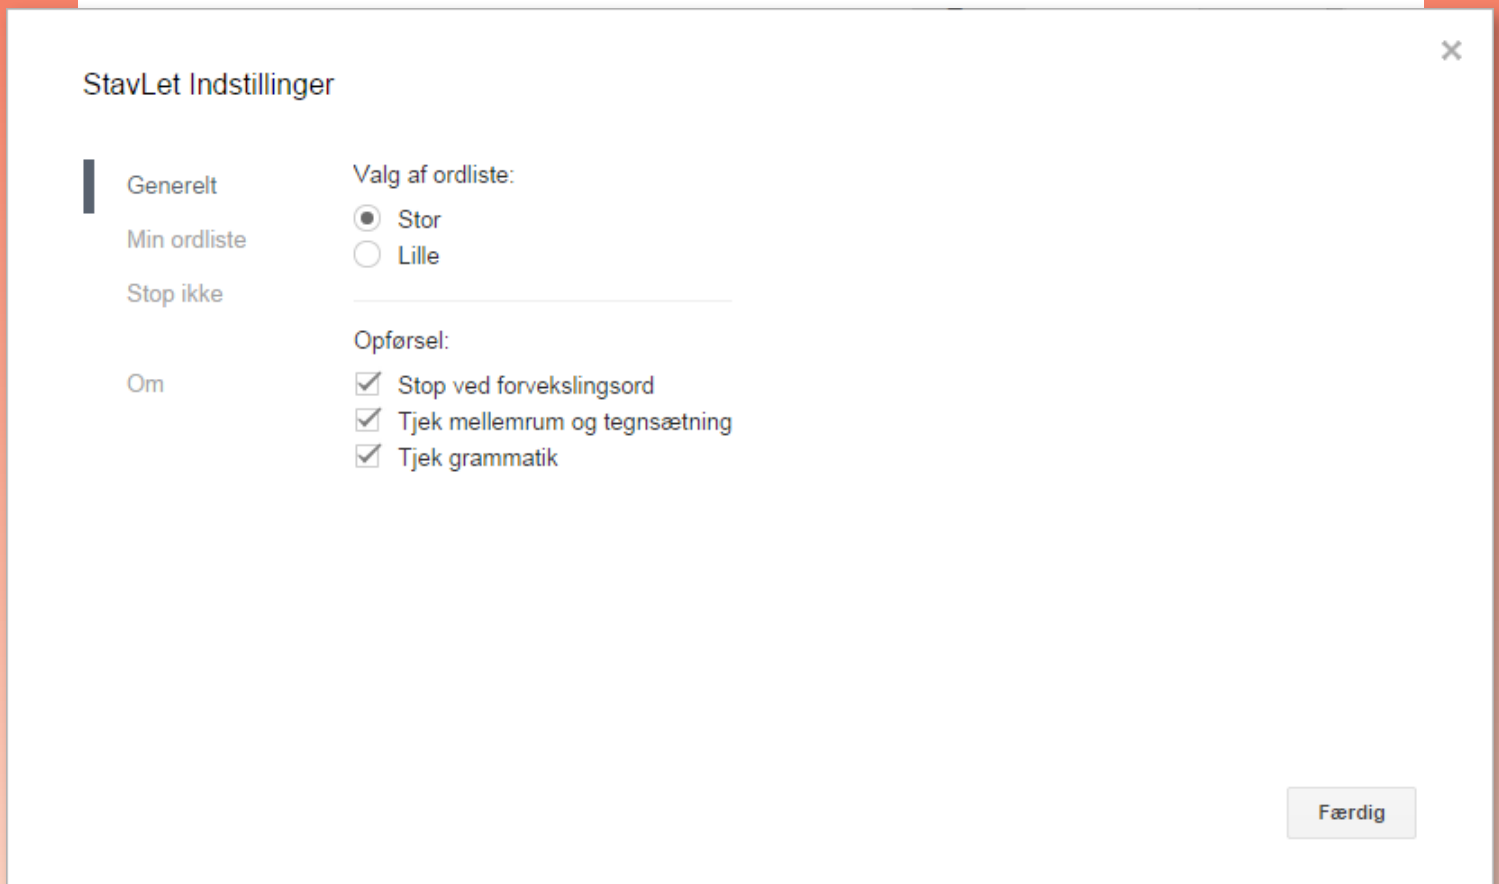 StavLet Indstillinger
Generelt
Min ordliste
Stop ikke
Om
Valg af ordliste:
Stor
Lille
Opførsel:
Stop ved forvekslingsord
Tjek mellemrum og tegnsætning
Tjek grammatik
Færdig